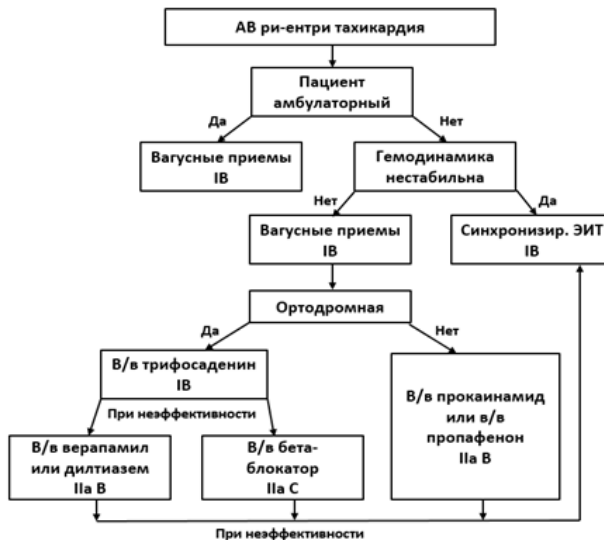 АВ ри-ентри тахикардия
Пациент
амбулаторный
Да
Нет
Вагусные приемы
IB
Гемодинамика
нестабильна
Нет
Да
Вагусные приемы
IB
Синхронизир. ЭИТ
IB
Ортодромная
Да
Нет
В/в трифосаденин
IB
В/в прокаинамид
или в/в
пропафенон
IIa B
При неэффективности
В/в верапамил
или дилтиазем
IIa B
В/в бета-
блокатор
IIa C
При неэффективности